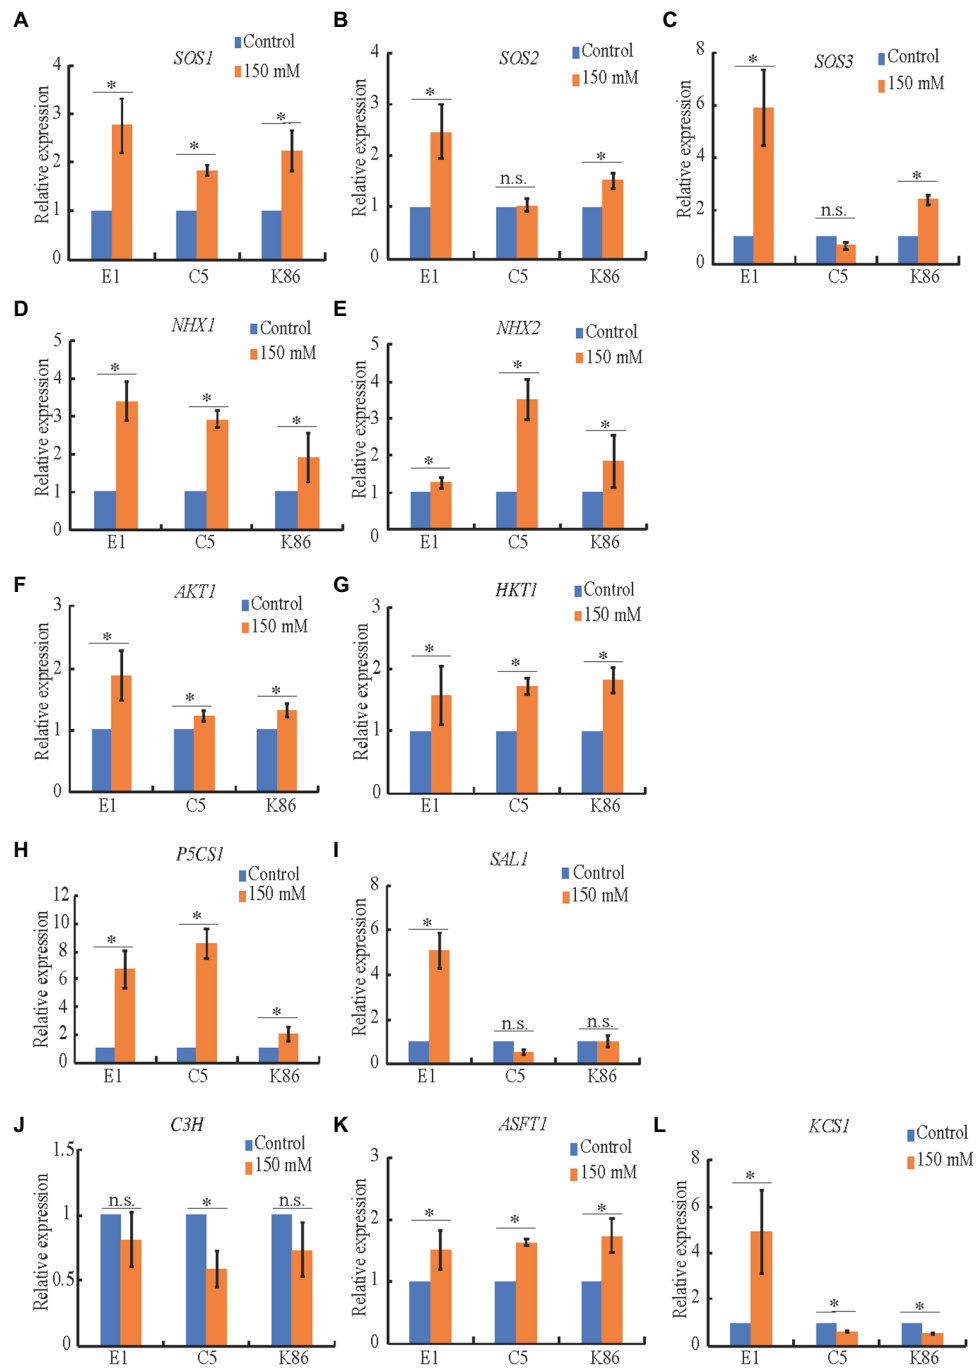 A
SOS1
Control
150 mM
Relative expression
4
3
2
1
0
*
*
*
E1
C5
K86
B
SOS2
Control
150 mM
Relative expression
4
3
2
1
0
*
n.s.
*
E1
C5
K86
C
SOS3
Control
150 mM
Relative expression
8
6
4
2
0
*
n.s.
*
E1
C5
K86
D
NHX1
Control
150 mM
Relative expression
5
4
3
2
1
0
*
*
*
E1
C5
K86
E
NHX2
Control
150 mM
Relative expression
5
4
3
2
1
0
*
*
*
E1
C5
K86
F
AKT1
Control
150 mM
Relative expression
3
2
1
0
*
*
*
E1
C5
K86
G
HKT1
Control
150 mM
Relative expression
3
2
1
0
*
*
*
E1
C5
K86
H
P5CS1
Control
150 mM
Relative expression
12
10
8
6
4
2
0
*
*
*
E1
C5
K86
I
SAL1
Control
150 mM
Relative expression
8
6
4
2
0
*
n.s.
n.s.
E1
C5
K86
J
C3H
Control
150 mM
Relative expression
1.5
1
0.5
0
n.s.
*
n.s.
E1
C5
K86
K
ASFT1
Control
150 mM
Relative expression
3
2
1
0
*
*
*
E1
C5
K86
L
KCS1
Control
150 mM
Relative expression
8
6
4
2
0
*
*
*
E1
C5
K86